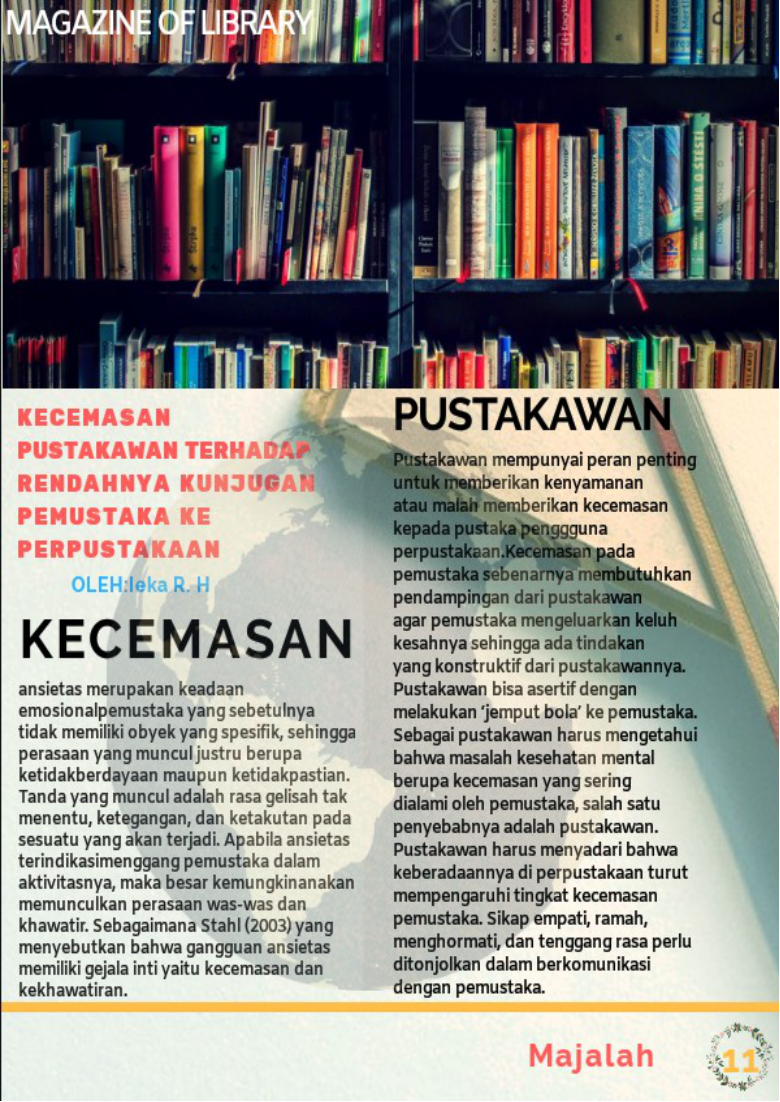 MAGAZINE OF LIBRARY
KECEMASAN
PUSTAKAWAN TERHADAP
RENDAHNYA KUNJUGAN
PEMUSTAKA KE
PERPUSTAKAAN
OLEH:Ieka R. H
KECEMASAN
ansietas merupakan keadaan
emosionalpemustaka yang sebetulnya
tidak memiliki obyek yang spesifik, sehingga
perasaan yang muncul justru berupa
ketidakberdayaan maupun ketidakpastian.
Tanda yang muncul adalah rasa gelisah tak
menentu, ketegangan, dan ketakutan pada
sesuatu yang akan terjadi. Apabila ansietas
terindikasimenggang pemustaka dalam
aktivitasnya, maka besar kemungkinanakan
memunculkan perasaan was-was dan
khawatir. Sebagaimana Stahl (2003) yang
menyebutkan bahwa gangguan ansietas
memiliki gejala inti yaitu kecemasan dan
kekhawatiran.
PUSTAKAWAN
Pustakawan mempunyai peran penting
untuk memberikan kenyamanan
atau malah memberikan kecemasan
kepada pustaka penggguna
perpustakaan.Kecemasan pada
pemustaka sebenarnya membutuhkan
pendampingan dari pustakawan
agar pemustaka mengeluarkan keluh
kesahnya sehingga ada tindakan
yang konstruktif dari pustakawannya.
Pustakawan bisa asertif dengan
melakukan ‘jemput bola’ ke pemustaka.
Sebagai pustakawan harus mengetahui
bahwa masalah kesehatan mental
berupa kecemasan yang sering
dialami oleh pemustaka, salah satu
penyebabnya adalah pustakawan.
Pustakawan harus menyadari bahwa
keberadaannya di perpustakaan turut
mempengaruhi tingkat kecemasan
pemustaka. Sikap empati, ramah,
menghormati, dan tenggang rasa perlu
ditonjolkan dalam berkomunikasi
dengan pemustaka.
Majalah
11